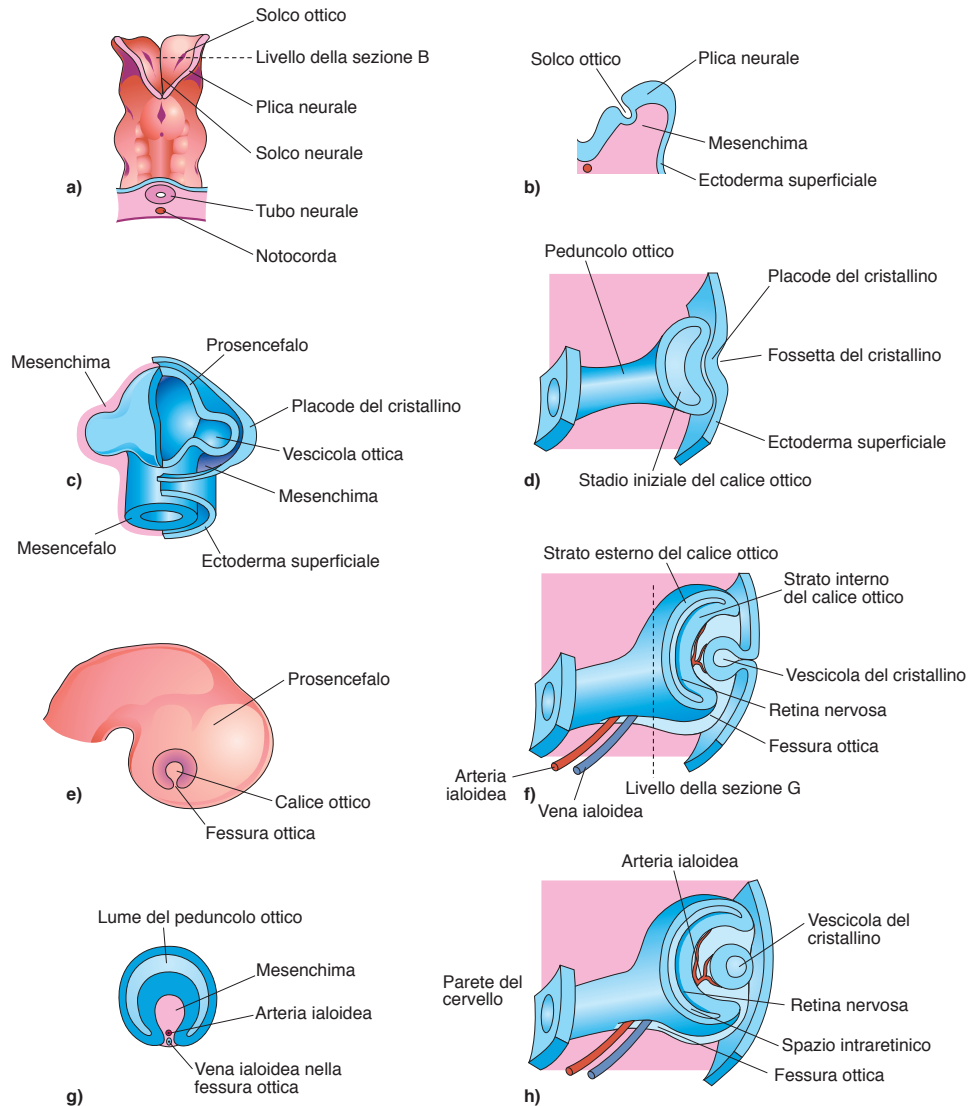 Solco ottico
Livello della sezione B
Plica neurale
Solco neurale
a)
Tubo neurale
Notocorda
Solco ottico
Plica neurale
Mesenchima
b)
Ectoderma superficiale
Mesenchima
Prosencefalo
Placode del cristallino
Vescicola ottica
c)
Mesenchima
Mesencefalo
Ectoderma superficiale
Peduncolo ottico
Placode del cristallino
Fossetta del cristallino
Ectoderma superficiale
d)
Stadio iniziale del calice ottico
Prosencefalo
e)
Calice ottico
Fessura ottica
Strato esterno del calice ottico
Strato interno
del calice ottico
Vescicola del cristallino
Retina nervosa
Fessura ottica
Arteria
ialoidea
f)
Livello della sezione G
Vena ialoidea
Lume del peduncolo ottico
Mesenchima
Arteria ialoidea
Vena ialoidea nella
fessura ottica
g)
Arteria ialoidea
Vescicola del
cristallino
Parete del
cervello
Retina nervosa
Spazio intraretinico
Fessura ottica
h)